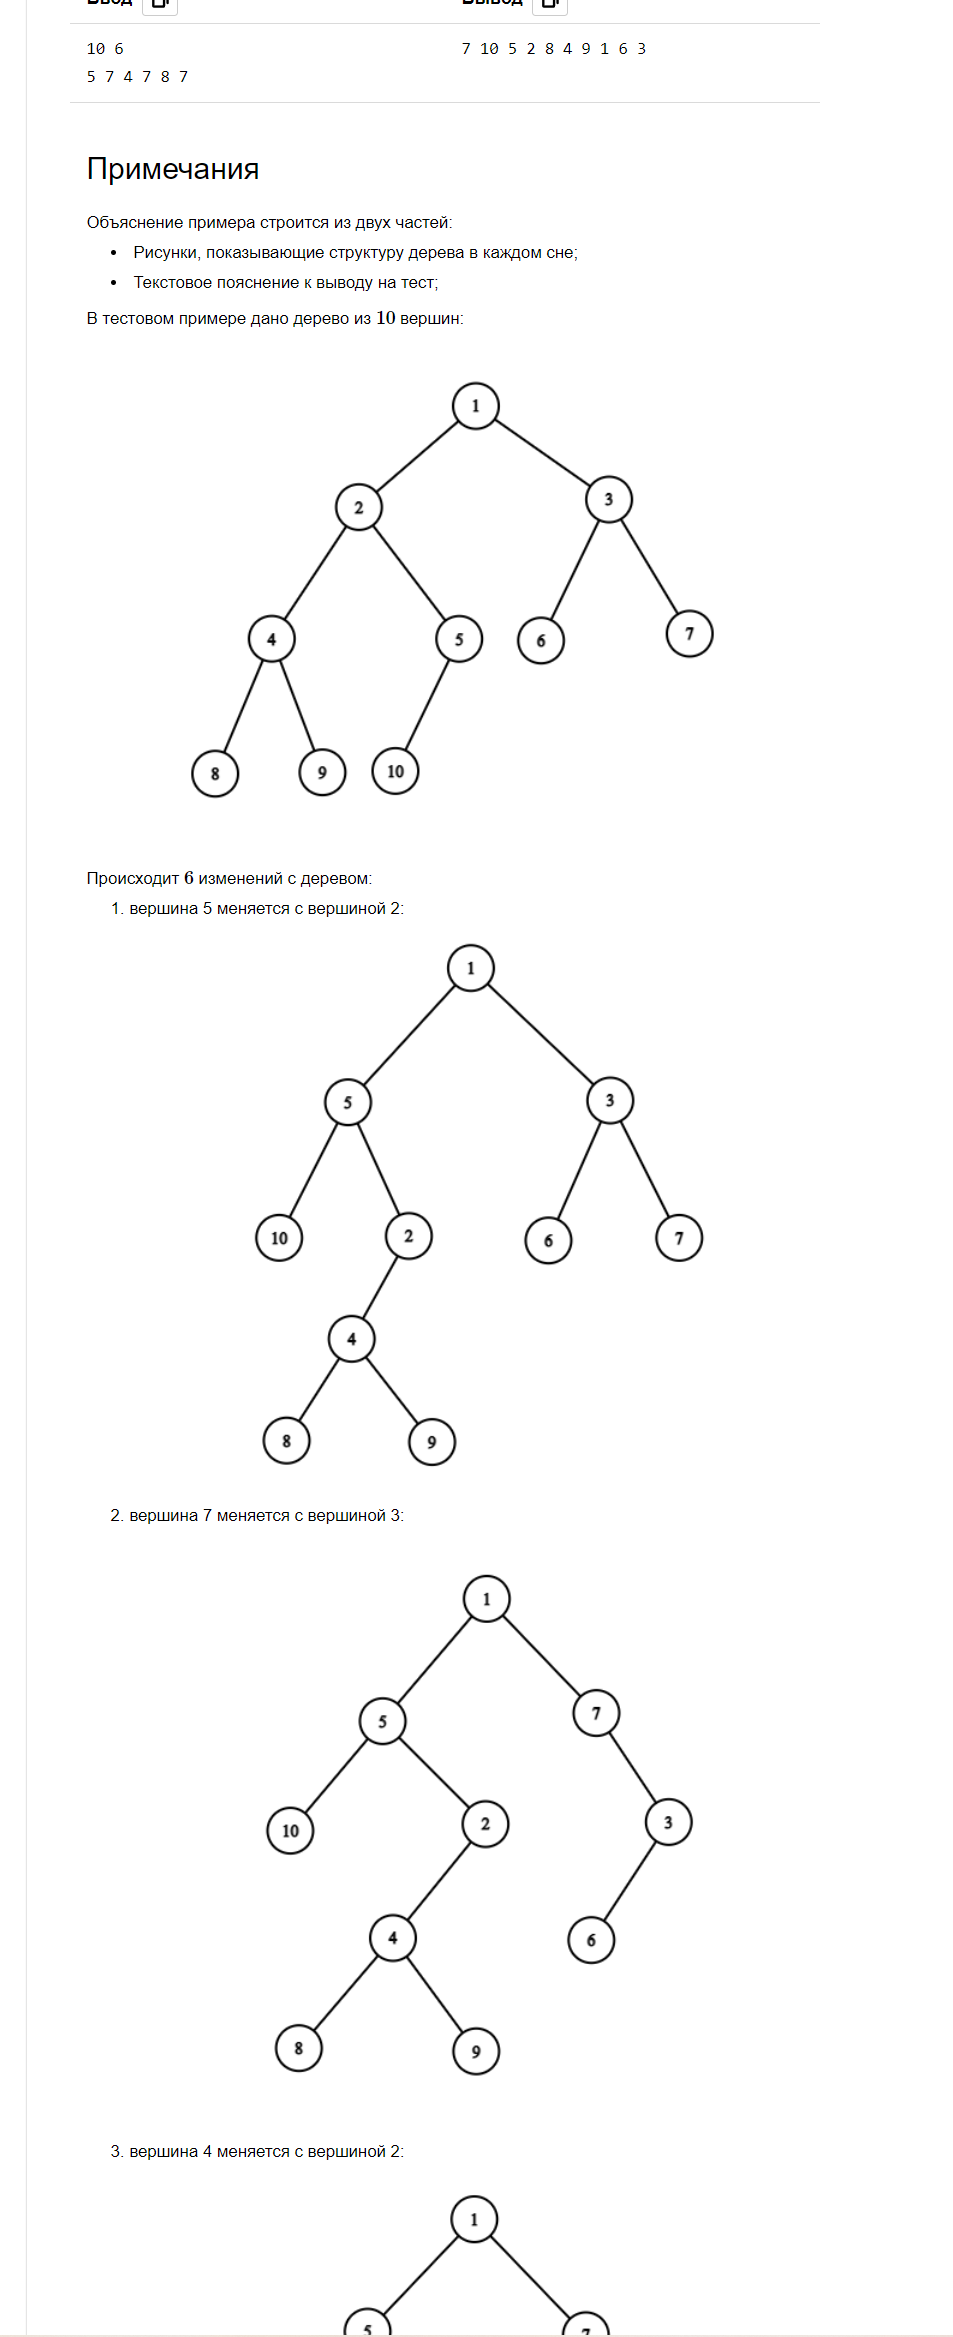 Ввод Вывод
10 6 7 10 5 2 8 4 9 1 6 3
5 7 4 7 8 7
Примечания
Объяснение примера строится из двух частей:
• Рисунки, показывающие структуру дерева в каждом сне;
• Текстовое пояснение к выводу на тест;
В тестовом примере дано дерево из 10 вершин:
1
2 3
4 5 6 7
8 9 10
Происходит 6 изменений с деревом:
1. вершина 5 меняется с вершиной 2:
1
5 3
10 2 6 7
4
8 9
2. вершина 7 меняется с вершиной 3:
1
5 7
10 2 3
4 6
8 9
3. вершина 4 меняется с вершиной 2:
1
5 7